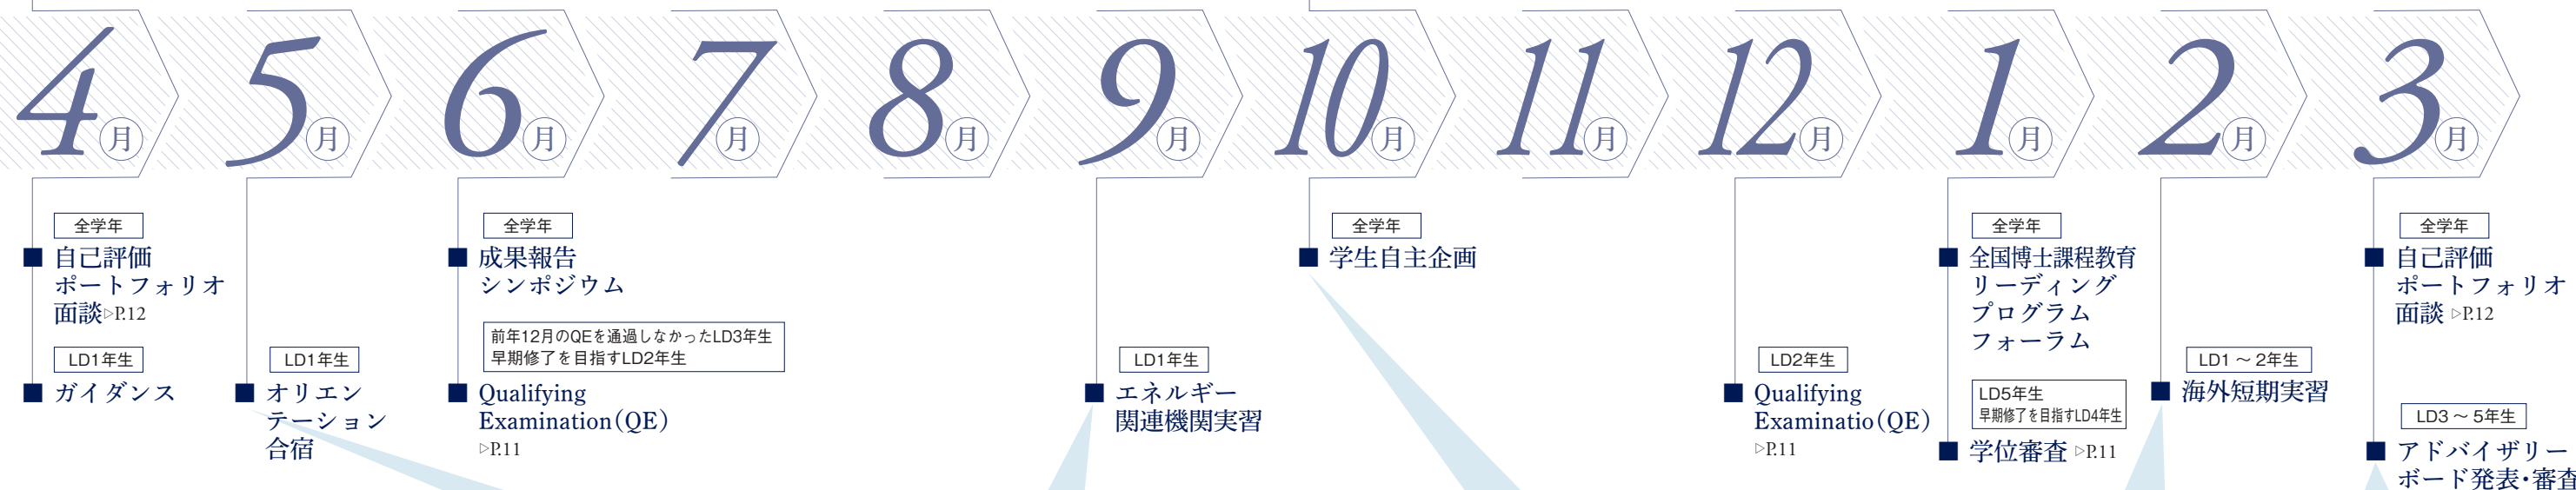 4月
5月
6月
7月
8月
9月
10月
11月
12月
1月
2月
3月
全学年
自己評価
ポートフォリオ
面談▷P.12
LD1年生
ガイダンス
LD1年生
オリエン
テーション
合宿
全学年
成果報告
シンポジウム
前年12月のQEを通過しなかったLD3年生
早期修了を目指すLD2年生
Qualifying
Examination(QE)
▷P.11
LD1年生
エネルギー
関連機関実習
全学年
学生自主企画
LD2年生
Qualifying
Examinatio(QE)
▷P.11
全学年
全国博士課程教育
リーディング
プログラム
フォーラム
LD5年生
早期修了を目指すLD4年生
学位審査 ▷P.11
LD1 ～ 2年生
海外短期実習
全学年
自己評価
ポートフォリオ
面談 ▷P.12
LD3 ～ 5年生
アドバイザリー
ボード発表・審査